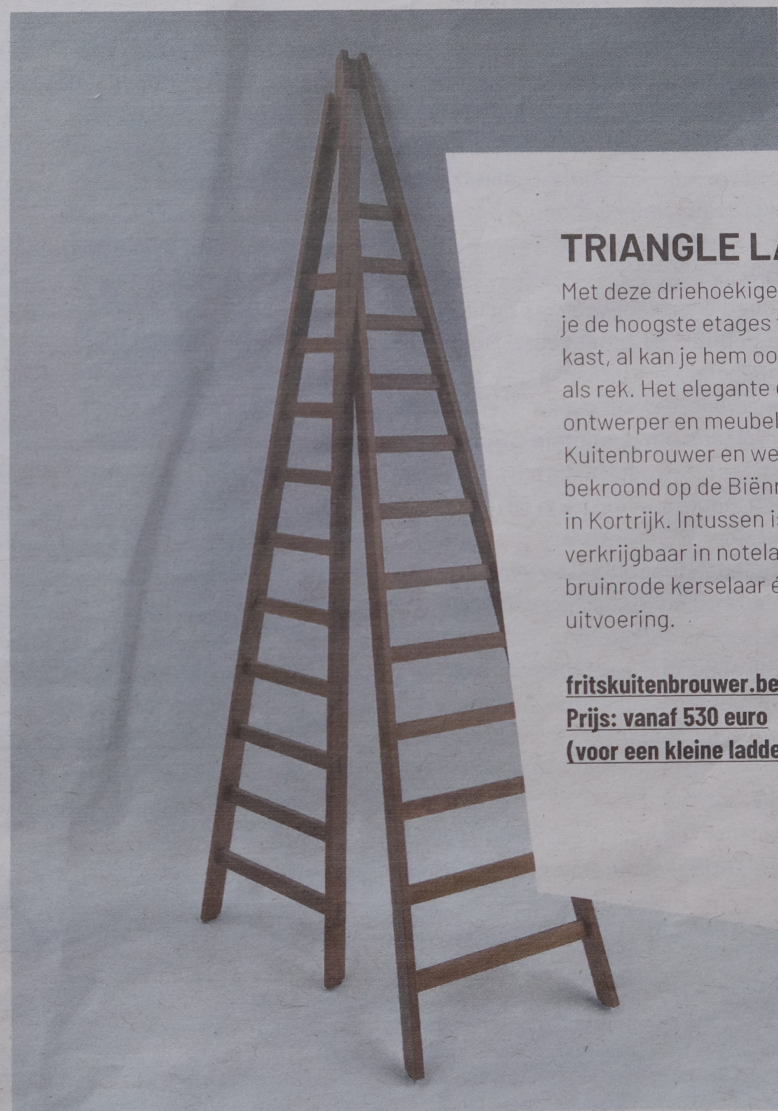 TRIANGLE LA
Met deze driehoekige
je de hoogste etages
kast, al kan je hem oo
als rek. Het elegante
ontwerper en meubel
Kuitenbrouwer en we
bekroond op de Biënn
in Kortrijk. Intussen is
verkrijgbaar in notela
bruinrode kerselaar é
uitvoering.
fritskuitenbrouwer.be
Prijs: vanaf 530 euro
(voor een kleine ladde